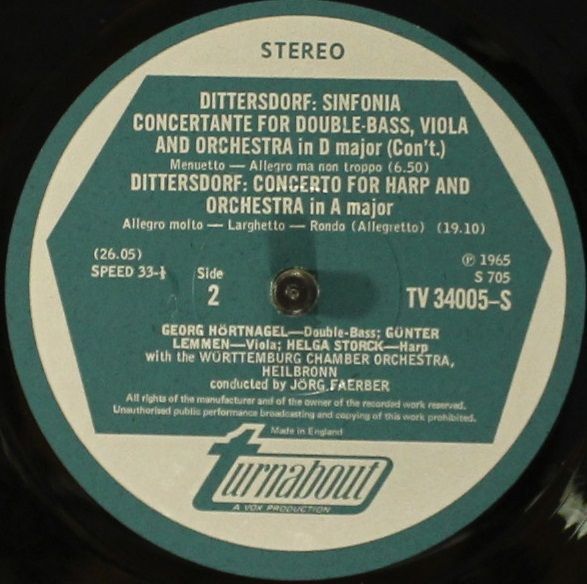 STEREO
DITTERSDORF: SINFONIA
CONCERTANTE FOR DOUBLE-BASS, VIOLA
AND ORCHESTRA in D major (Con't.)
Menuetto — Allegro ma non troppo (6.50)
DITTERSDORF: CONCERTO FOR HARP AND
ORCHESTRA in A major
Allegro molto — Larghetto — Rondo (Allegretto) (19.10)
(26.05)
SPEED 33-⅓
Side
2
℗ 1965
S 705
TV 34005-S
GEORG HÖRTNAGEL—Double-Bass; GÜNTER
LEMMEN—Viola; HELGA STORCK—Harp
with the WÜRTTEMBURG CHAMBER ORCHESTRA,
HEILBRONN
conducted by JÖRG FAERBER
All rights of the manufacturer and of the owner of the recorded work reserved.
Unauthorised public performance broadcasting and copying of this work prohibited.
Made in England
turnabout
A VOX PRODUCTION